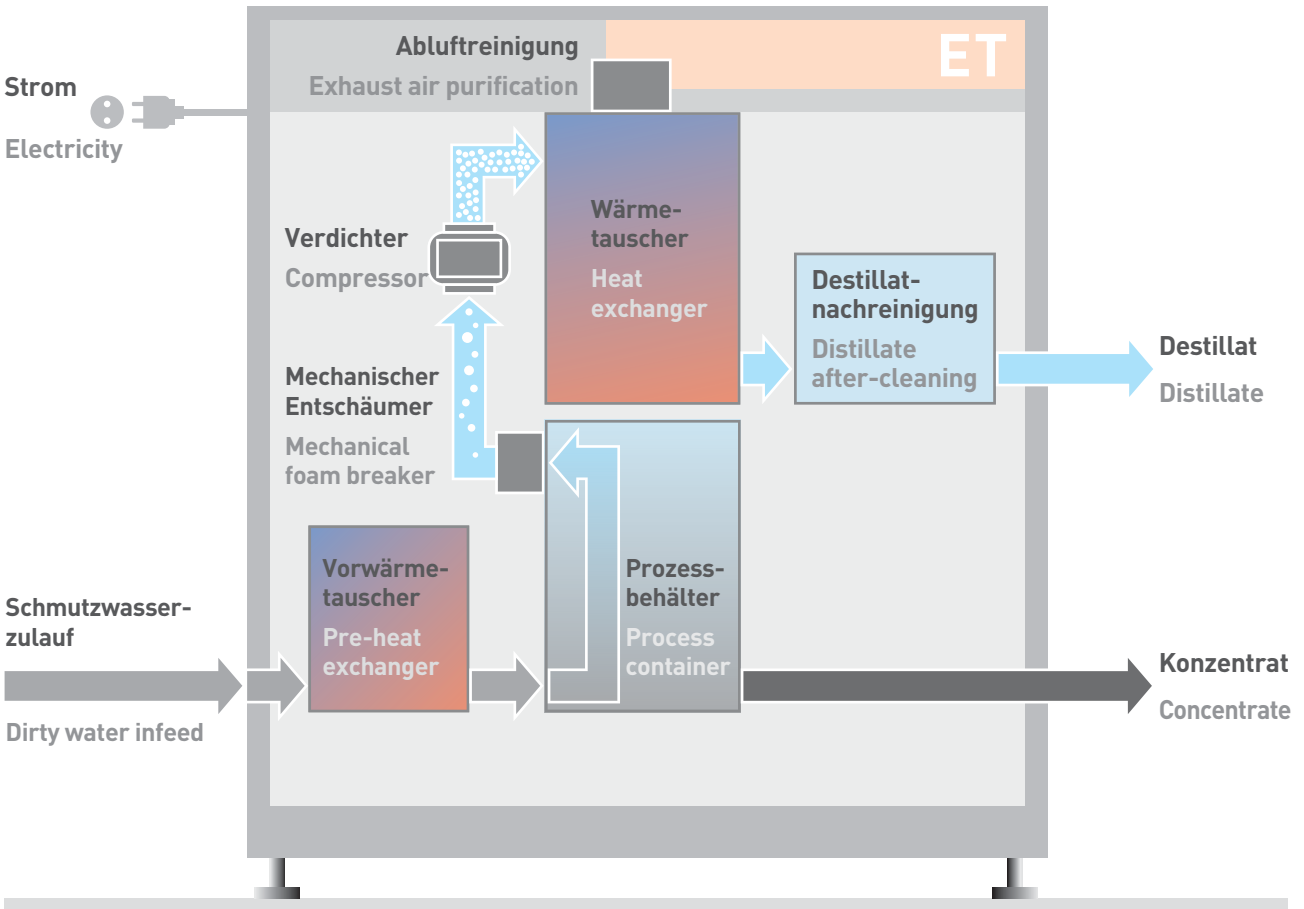 Abluftreinigung
Exhaust air purification
ET
Strom
Electricity
Verdichter
Compressor
Wärme-
tauscher
Heat
exchanger
Destillat-
nachreinigung
Distillate
after-cleaning
Destillat
Distillate
Mechanischer
Entschäumer
Mechanical
foam breaker
Vorwärme-
tauscher
Pre-heat
exchanger
Prozess-
behälter
Process
container
Schmutzwasser-
zulauf
Dirty water infeed
Konzentrat
Concentrate